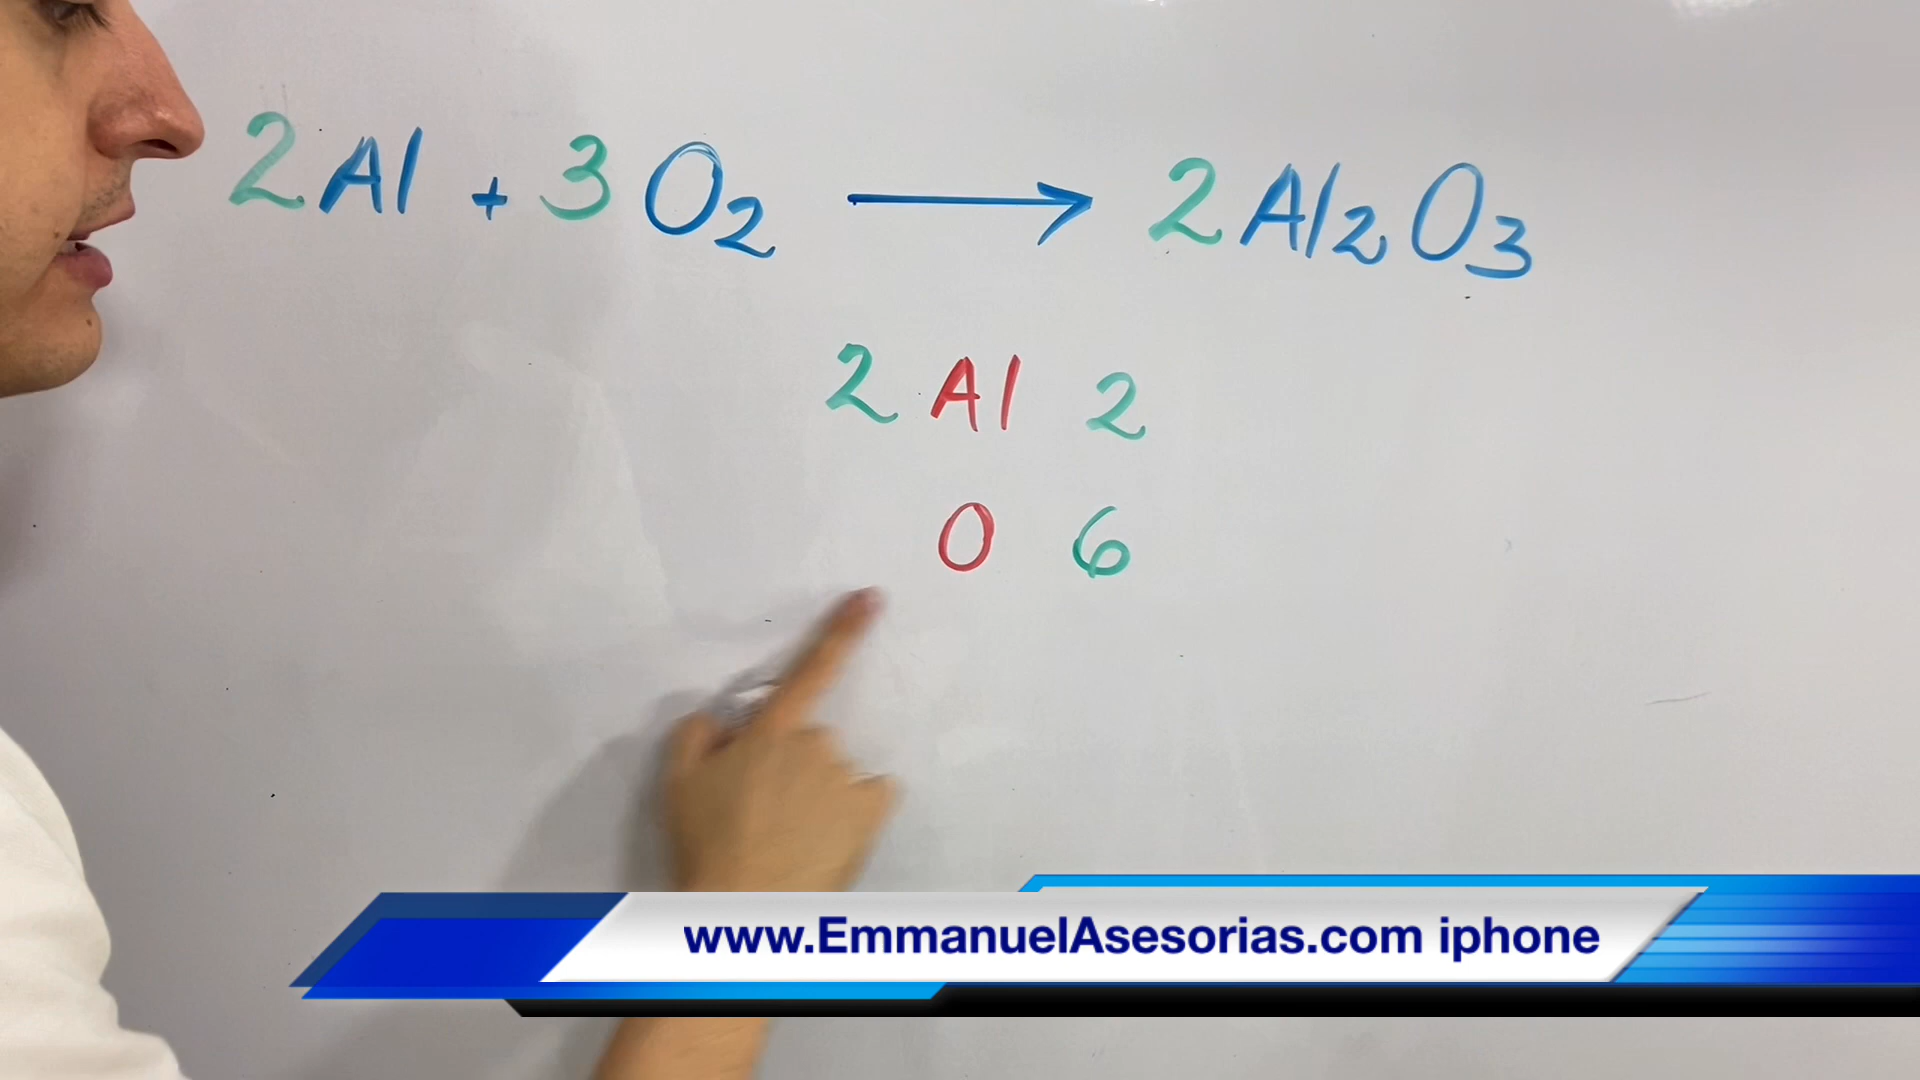 2Al + 3O₂ → 2Al₂O₃
2 Al 2
O 6
www.EmmanuelAsesorias.com iphone